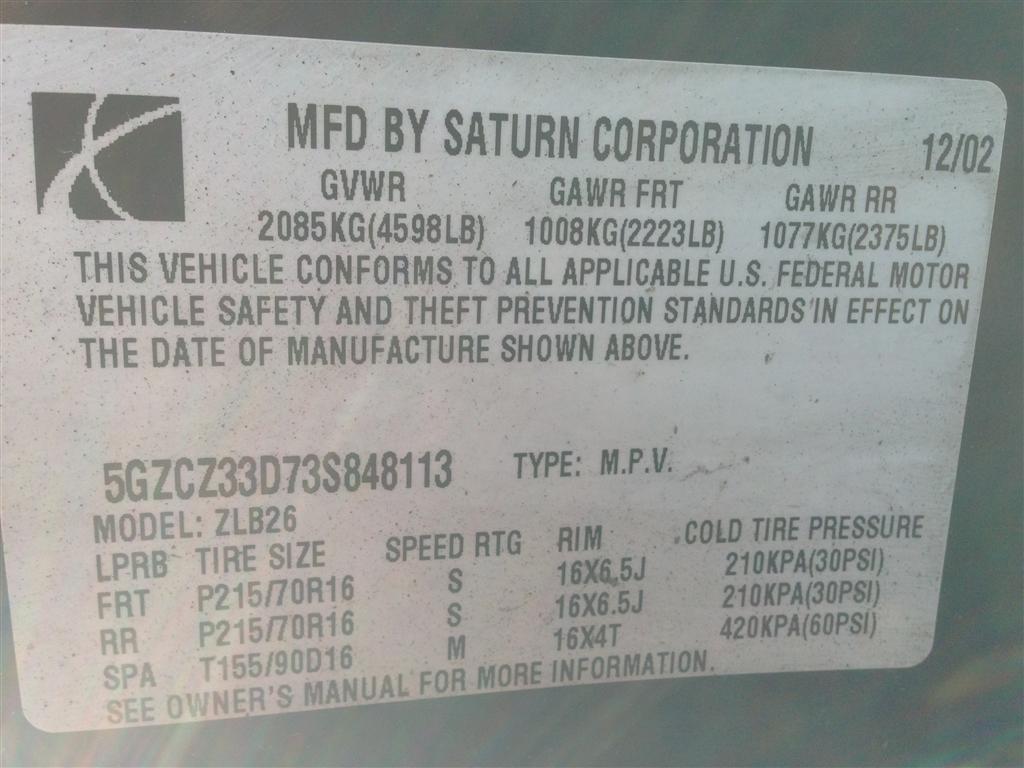 MFD BY SATURN CORPORATION 12/02
GVWR GAWR FRT GAWR RR
2085KG(4598LB) 1008KG(2223LB) 1077KG(2375LB)
THIS VEHICLE CONFORMS TO ALL APPLICABLE U.S. FEDERAL MOTOR
VEHICLE SAFETY AND THEFT PREVENTION STANDARDS IN EFFECT ON
THE DATE OF MANUFACTURE SHOWN ABOVE.
5GZCZ33D73S848113 TYPE: M.P.V.
MODEL: ZLB26
LPRB TIRE SIZE SPEED RTG RIM COLD TIRE PRESSURE
FRT P215/70R16 S 16X6.5J 210KPA(30PSI)
RR P215/70R16 S 16X6.5J 210KPA(30PSI)
SPA T155/90D16 M 16X4T 420KPA(60PSI)
SEE OWNER'S MANUAL FOR MORE INFORMATION.